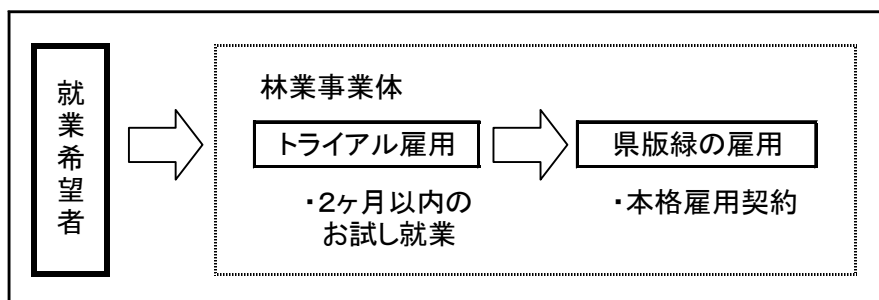 就業希望者
林業事業体
トライアル雇用
・2ヶ月以内の
お試し就業
県版緑の雇用
・本格雇用契約